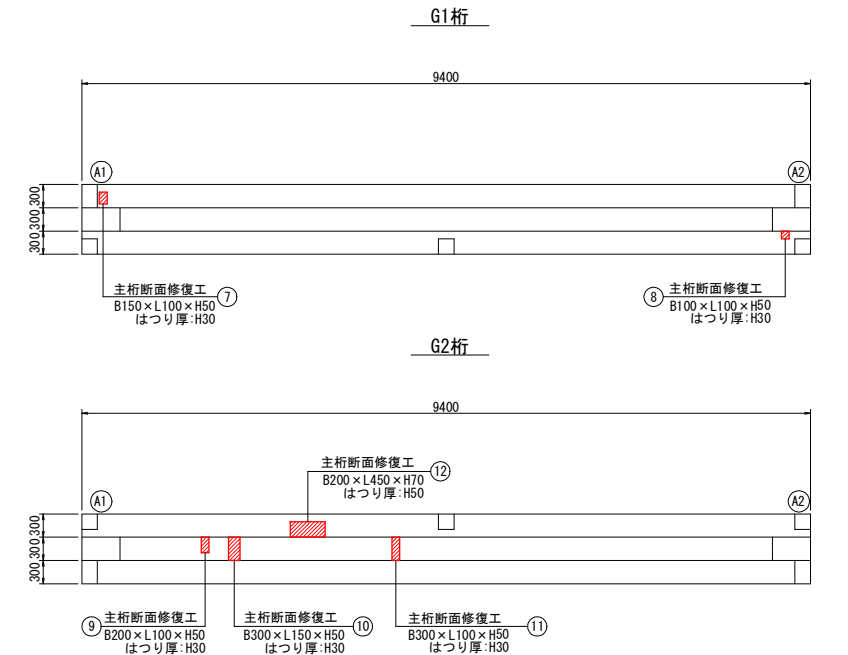 G1桁
9400
A1
A2
300
300
300
主桁断面修復工
B150×L100×H50
はつり厚:H30
⑦
⑧
主桁断面修復工
B100×L100×H50
はつり厚:H30
G2桁
9400
主桁断面修復工
B200×L450×H70
はつり厚:H50
⑫
A1
A2
300
300
300
⑨
主桁断面修復工
B200×L100×H50
はつり厚:H30
主桁断面修復工
B300×L150×H50
はつり厚:H30
⑩
主桁断面修復工
B300×L100×H50
はつり厚:H30
⑪